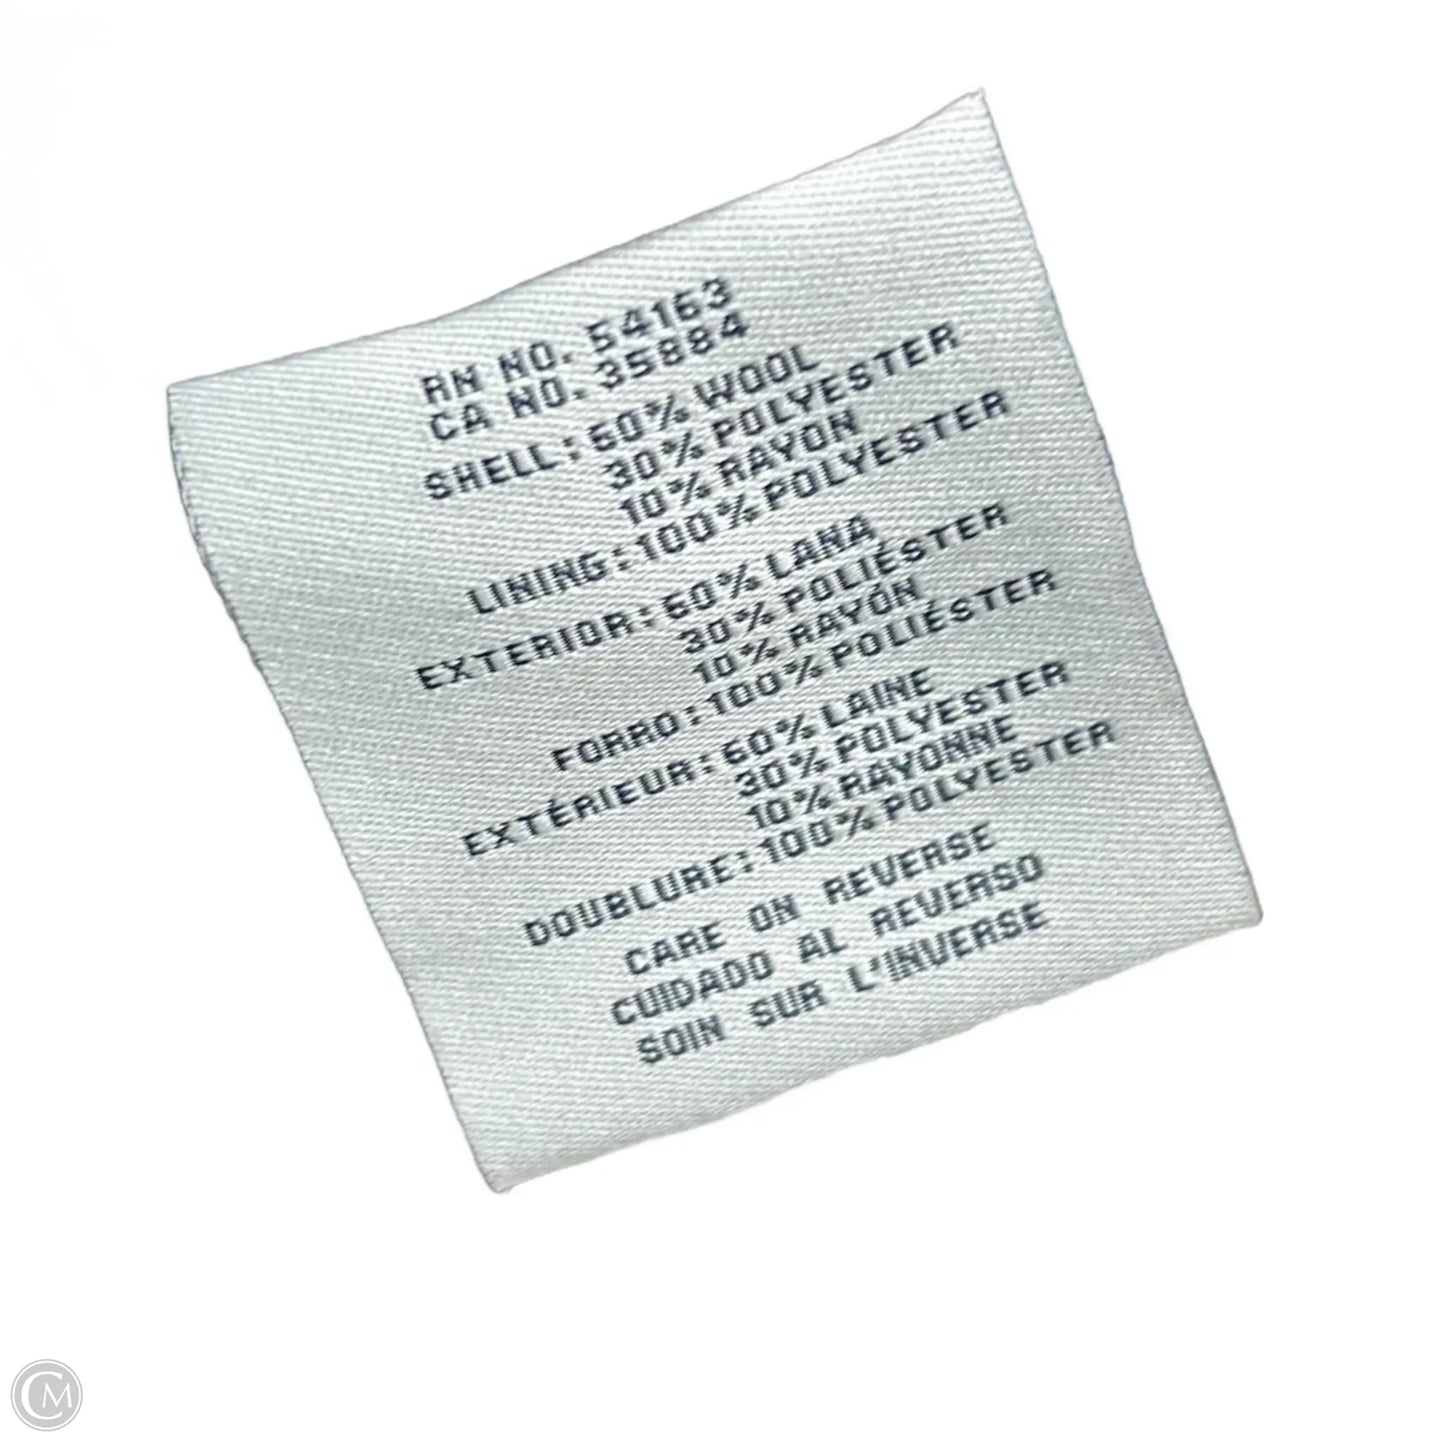 RN NO. 54163
CA NO. 35884
SHELL: 60% WOOL
30% POLYESTER
10% RAYON
LINING: 100% POLYESTER
EXTERIOR: 60% LANA
30% POLIÉSTER
10% RAYÓN
FORRO: 100% POLIÉSTER
EXTÉRIEUR: 60% LAINE
30% POLYESTER
10% RAYONNE
DOUBLURE: 100% POLYESTER
CARE ON REVERSE
CUIDADO AL REVERSO
SOIN SUR L'INVERSE
CM